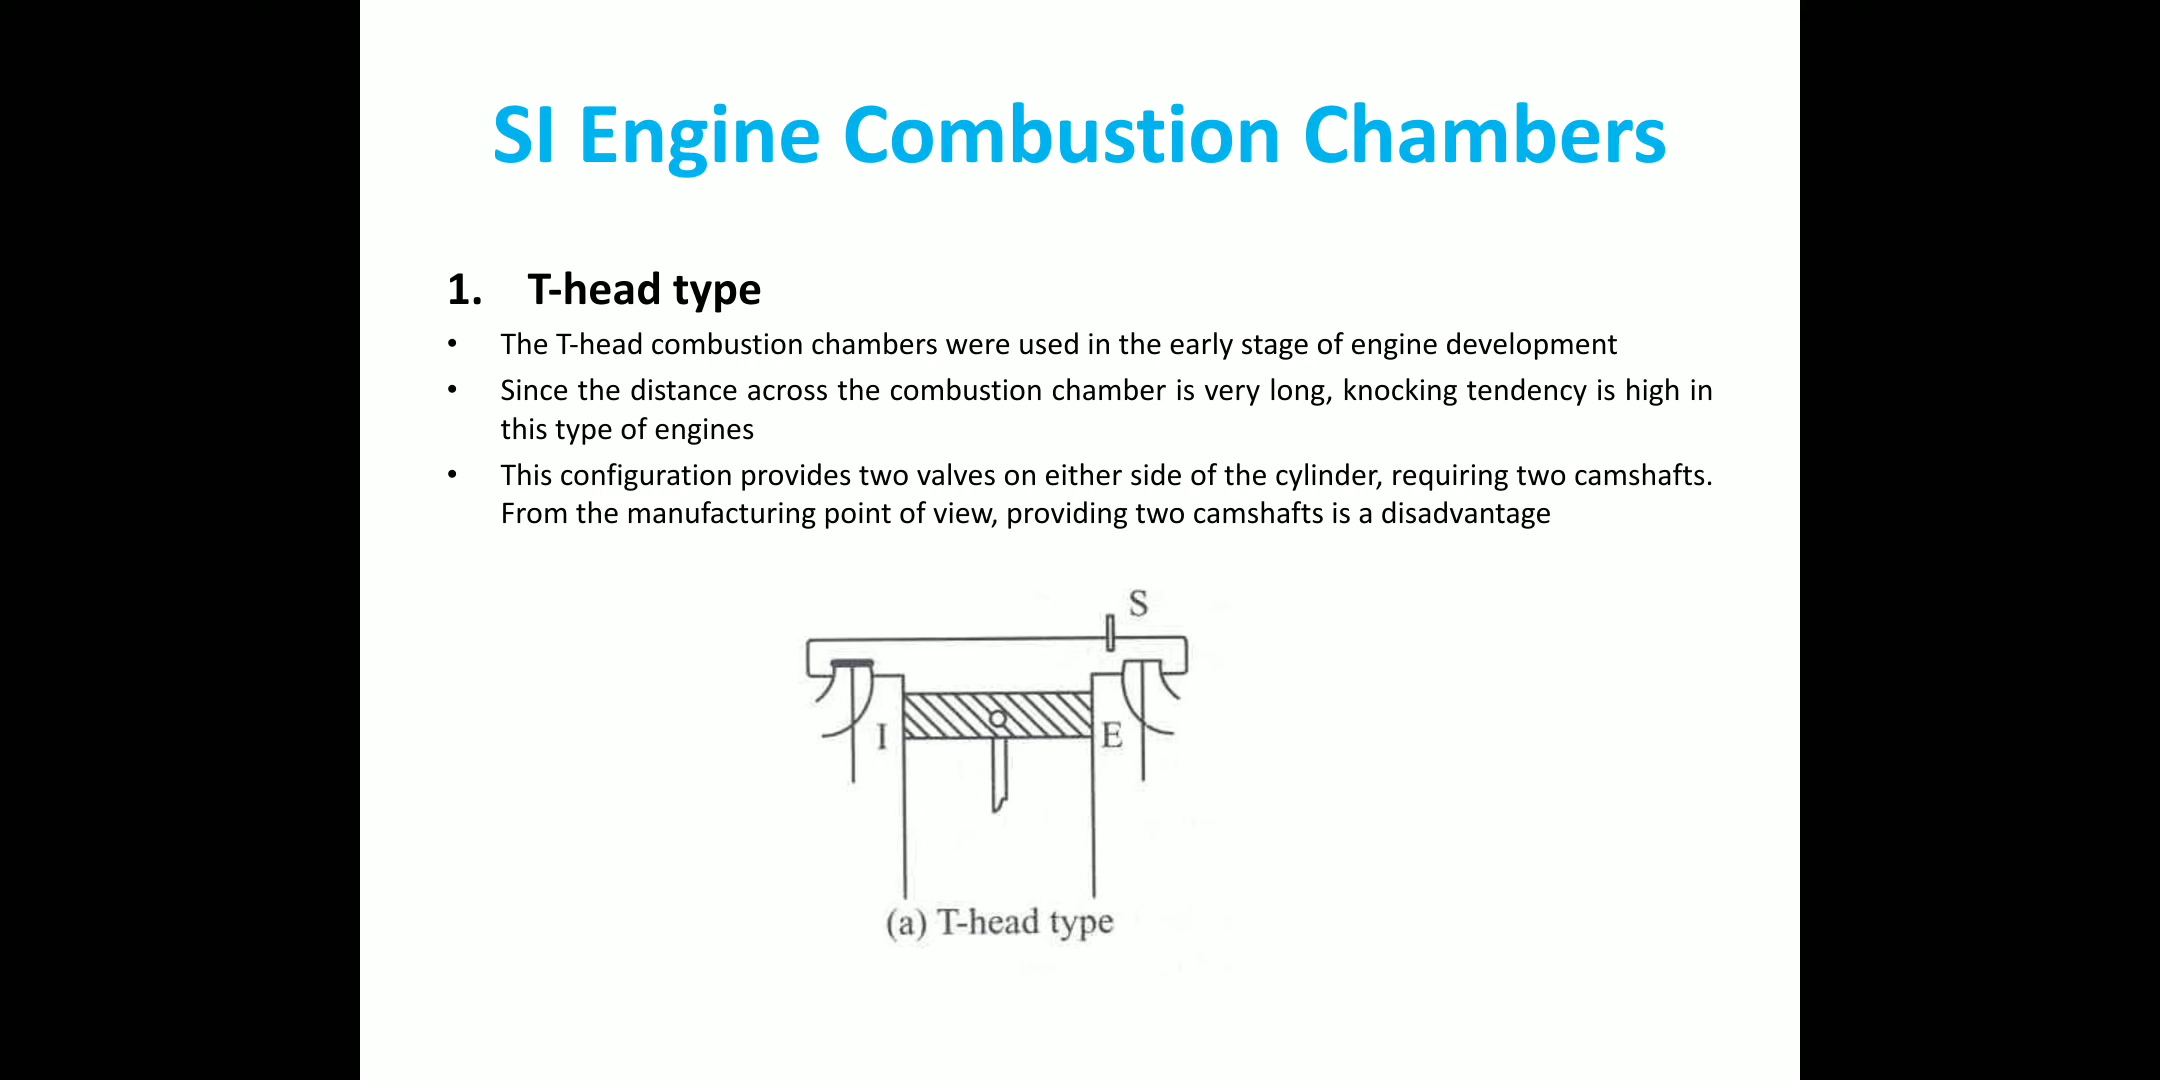 SI Engine Combustion Chambers
1. T-head type
• The T-head combustion chambers were used in the early stage of engine development
• Since the distance across the combustion chamber is very long, knocking tendency is high in
this type of engines
• This configuration provides two valves on either side of the cylinder, requiring two camshafts.
From the manufacturing point of view, providing two camshafts is a disadvantage
S
I
E
(a) T-head type